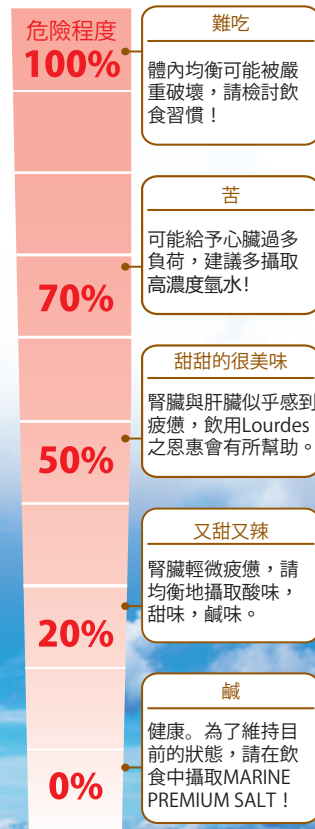 危險程度
100%
難吃
體內均衡可能被嚴
重破壞，請檢討飲
食習慣！
苦
可能給予心臟過多
負荷，建議多攝取
高濃度氫水!
70%
甜甜的很美味
腎臟與肝臟似乎感到
疲憊，飲用Lourdes
之恩惠會有所幫助。
50%
又甜又辣
腎臟輕微疲憊，請
均衡地攝取酸味，
甜味，鹹味。
20%
鹹
健康。為了維持目
前的狀態，請在飲
食中攝取MARINE
PREMIUM SALT！
0%